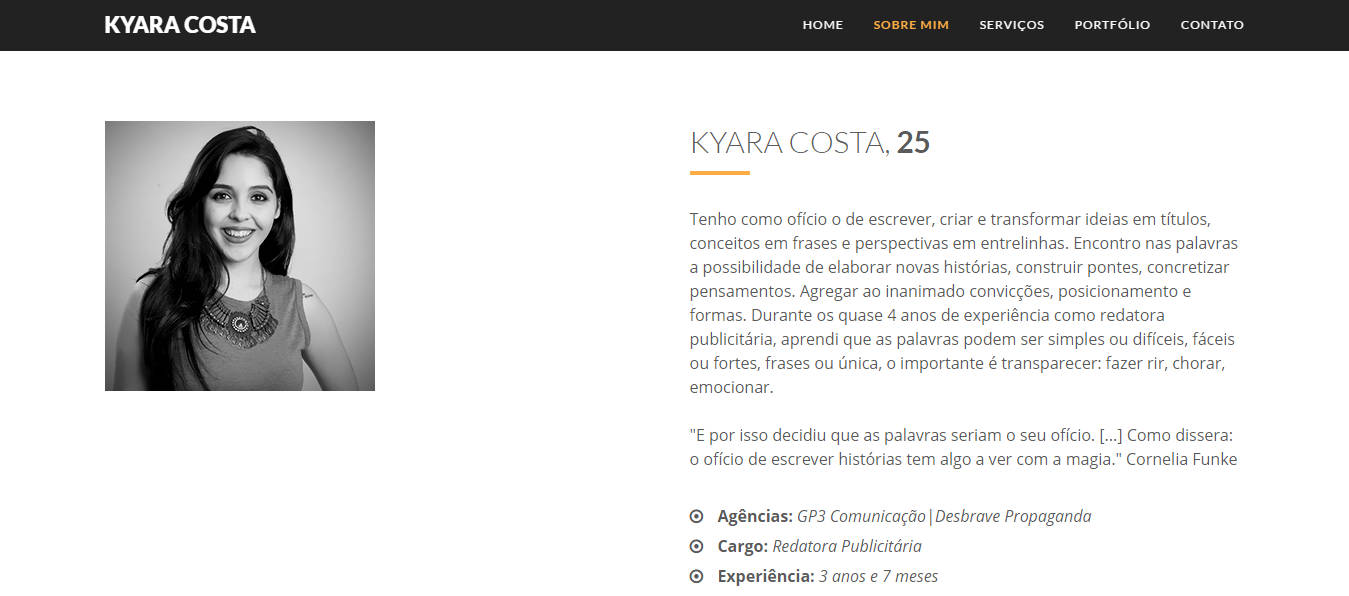 KYARA COSTA
HOME SOBRE MIM SERVIÇOS PORTFÓLIO CONTATO
KYARA COSTA, 25
Tenho como ofício o de escrever, criar e transformar ideias em títulos,
conceitos em frases e perspectivas em entrelinhas. Encontro nas palavras
a possibilidade de elaborar novas histórias, construir pontes, concretizar
pensamentos. Agregar ao inanimado convicções, posicionamento e
formas. Durante os quase 4 anos de experiência como redatora
publicitária, aprendi que as palavras podem ser simples ou difíceis, fáceis
ou fortes, frases ou única, o importante é transparecer: fazer rir, chorar,
emocionar.
"E por isso decidiu que as palavras seriam o seu ofício. [...] Como dissera:
o ofício de escrever histórias tem algo a ver com a magia." Cornelia Funke
Agências: GP3 Comunicação|Desbrave Propaganda
Cargo: Redatora Publicitária
Experiência: 3 anos e 7 meses